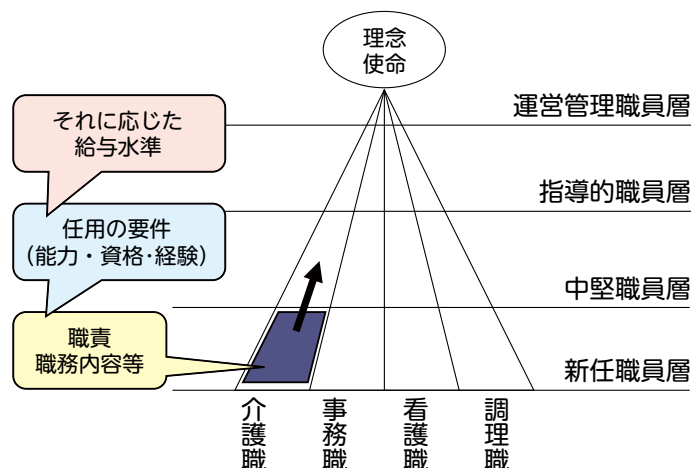 理念
使命
運営管理職員層
それに応じた
給与水準
指導的職員層
任用の要件
（能力・資格・経験）
中堅職員層
職責
職務内容等
新任職員層
介護職
事務職
看護職
調理職